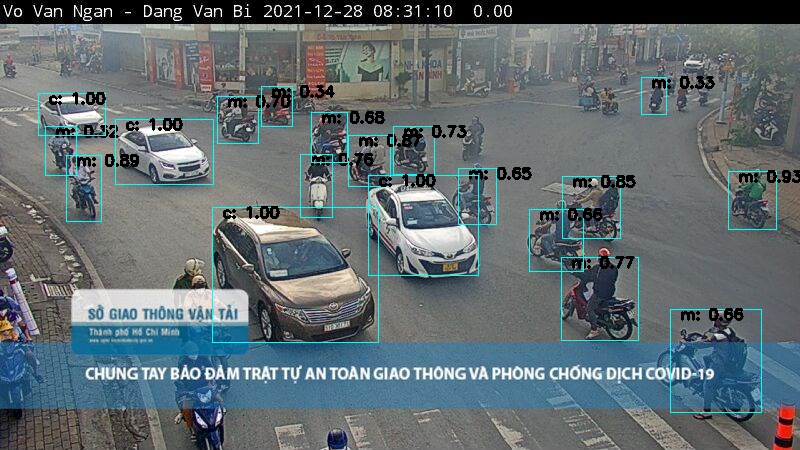 Vo Van Ngan - Dang Van Bi 2021-12-28 08:31:10 0.00
m: 0.33
m: 0.34
c: 1.00
m: 0.70
m: 0.68
c: 1.00
m: 0.52
m: 0.87
m: 0.73
m: 0.89
m: 0.76
c: 1.00
m: 0.65
m: 0.85
m: 0.93
c: 1.00
m: 0.66
m: 0.77
m: 0.66
NHA KHOA
SỞ GIAO THÔNG VẬN TẢI
Thành phố Hồ Chí Minh
CHUNG TAY BẢO ĐẢM TRẬT TỰ AN TOÀN GIAO THÔNG VÀ PHÒNG CHỐNG DỊCH COVID-19